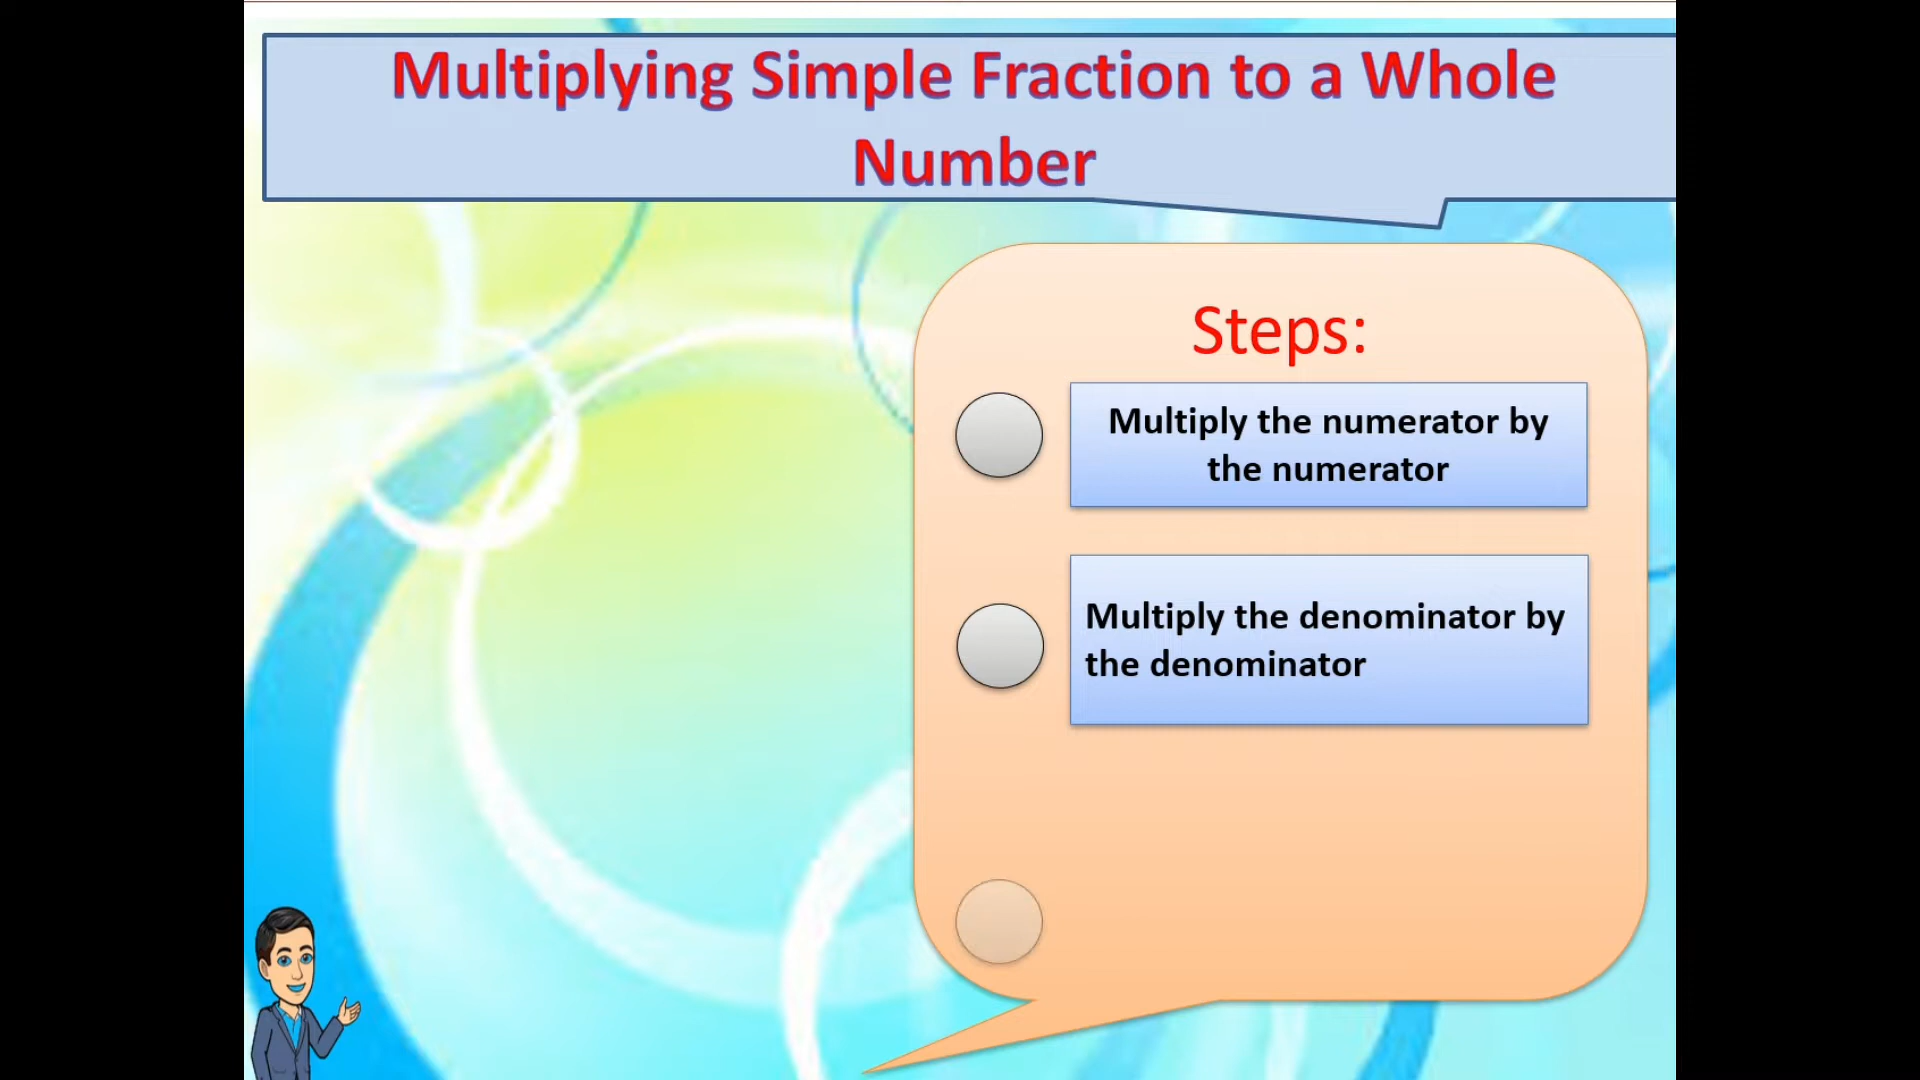 Multiplying Simple Fraction to a Whole
Number
Steps:
Multiply the numerator by
the numerator
Multiply the denominator by
the denominator